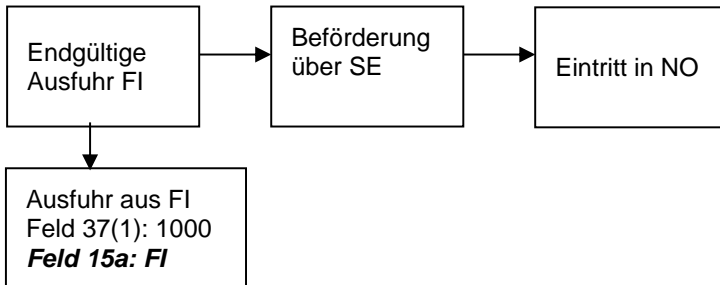 Endgültige
Ausfuhr FI
Beförderung
über SE
Eintritt in NO
Ausfuhr aus FI
Feld 37(1): 1000
Feld 15a: FI